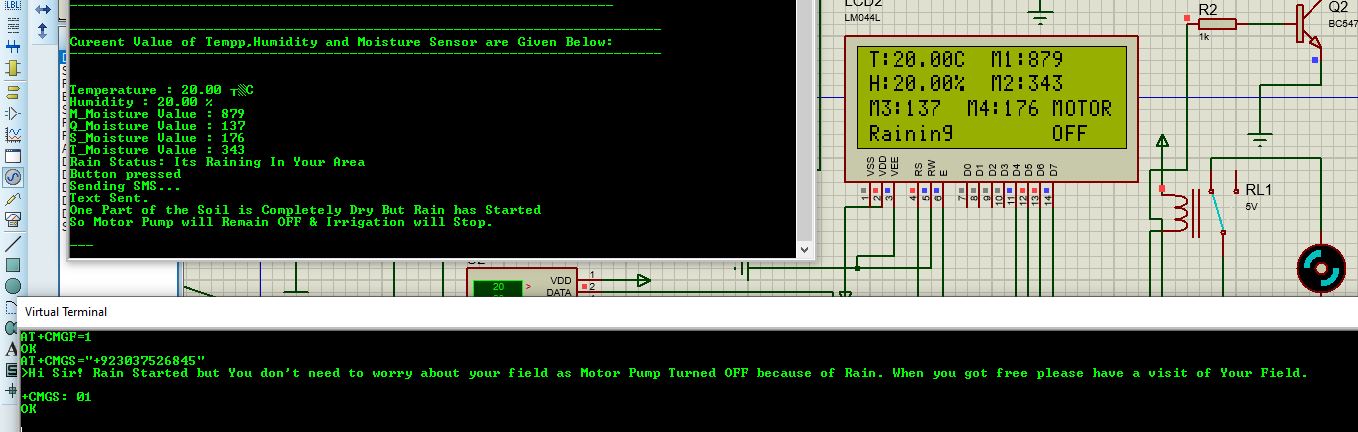 Cureent Value of Tempp,Humidity and Moisture Sensor are Given Below:
Temperature : 20.00 ┬▒C
Humidity : 20.00 %
M_Moisture Value : 879
Q_Moisture Value : 137
S_Moisture Value : 176
T_Moisture Value : 343
Rain Status: Its Raining In Your Area
Button pressed
Sending SMS...
Text Sent.
One Part of the Soil is Completely Dry But Rain has Started
So Motor Pump will Remain OFF & Irrigation will Stop.
LCD2
LM044L
T:20.00C M1:879
H:20.00% M2:343
M3:137 M4:176 MOTOR
Raining OFF
VSS VDD VEE RS RW E D0 D1 D2 D3 D4 D5 D6 D7
1 2 3 4 5 6 7 8 9 10 11 12 13 14
R2
1k
Q2
BC547
RL1
5V
LBL
A
20
>
VDD
DATA
1
2
Virtual Terminal
AT+CMGF=1
OK
AT+CMGS="+923037526845"
>Hi Sir! Rain Started but You don't need to worry about your field as Motor Pump Turned OFF because of Rain. When you got free please have a visit of Your Field.
+CMGS: 01
OK